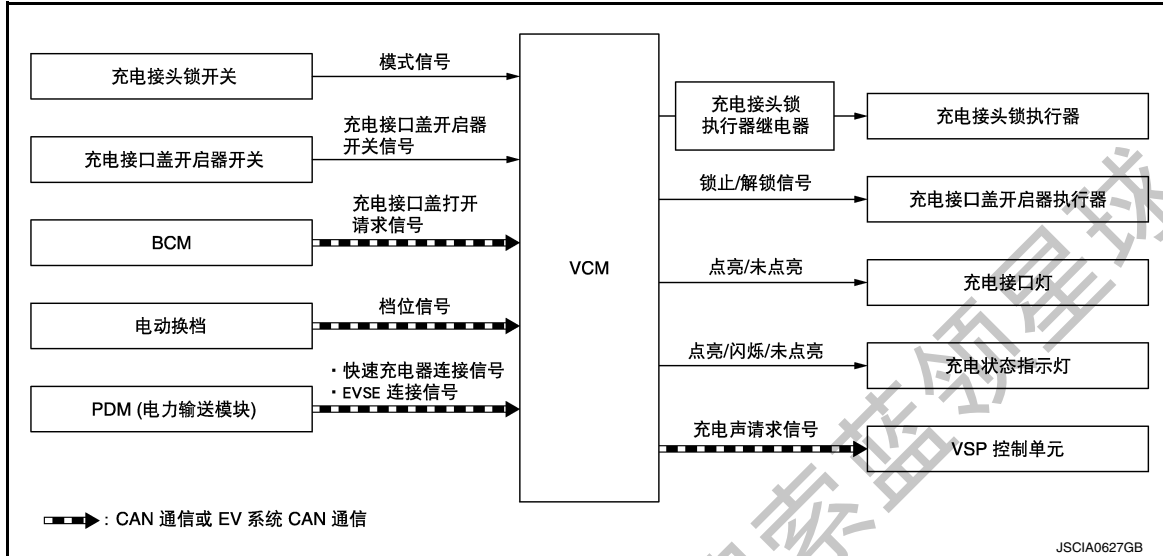 充电接头锁开关
模式信号
充电接口盖开启器开关
充电接口盖开启器
开关信号
BCM
充电接口盖打开
请求信号
电动换档
档位信号
PDM (电力输送模块)
・快速充电器连接信号
・EVSE 连接信号
VCM
充电接头锁
执行器继电器
充电接头锁执行器
锁止/解锁信号
充电接口盖开启器执行器
点亮/未点亮
充电接口灯
点亮/闪烁/未点亮
充电状态指示灯
充电声请求信号
VSP 控制单元
: CAN 通信或 EV 系统 CAN 通信
JSCIA0627GB
搜索蓝领星球